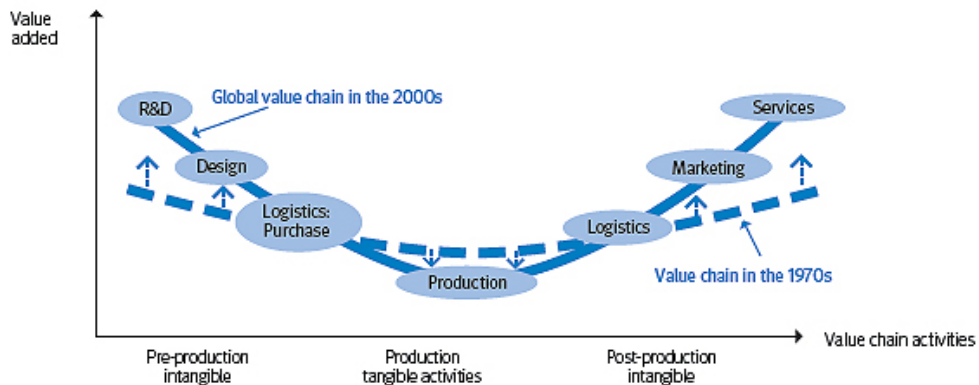 Value
added
Global value chain in the 2000s
R&D
Services
Design
Marketing
Logistics:
Purchase
Logistics
Production
Value chain in the 1970s
Value chain activities
Pre-production
intangible
Production
tangible activities
Post-production
intangible